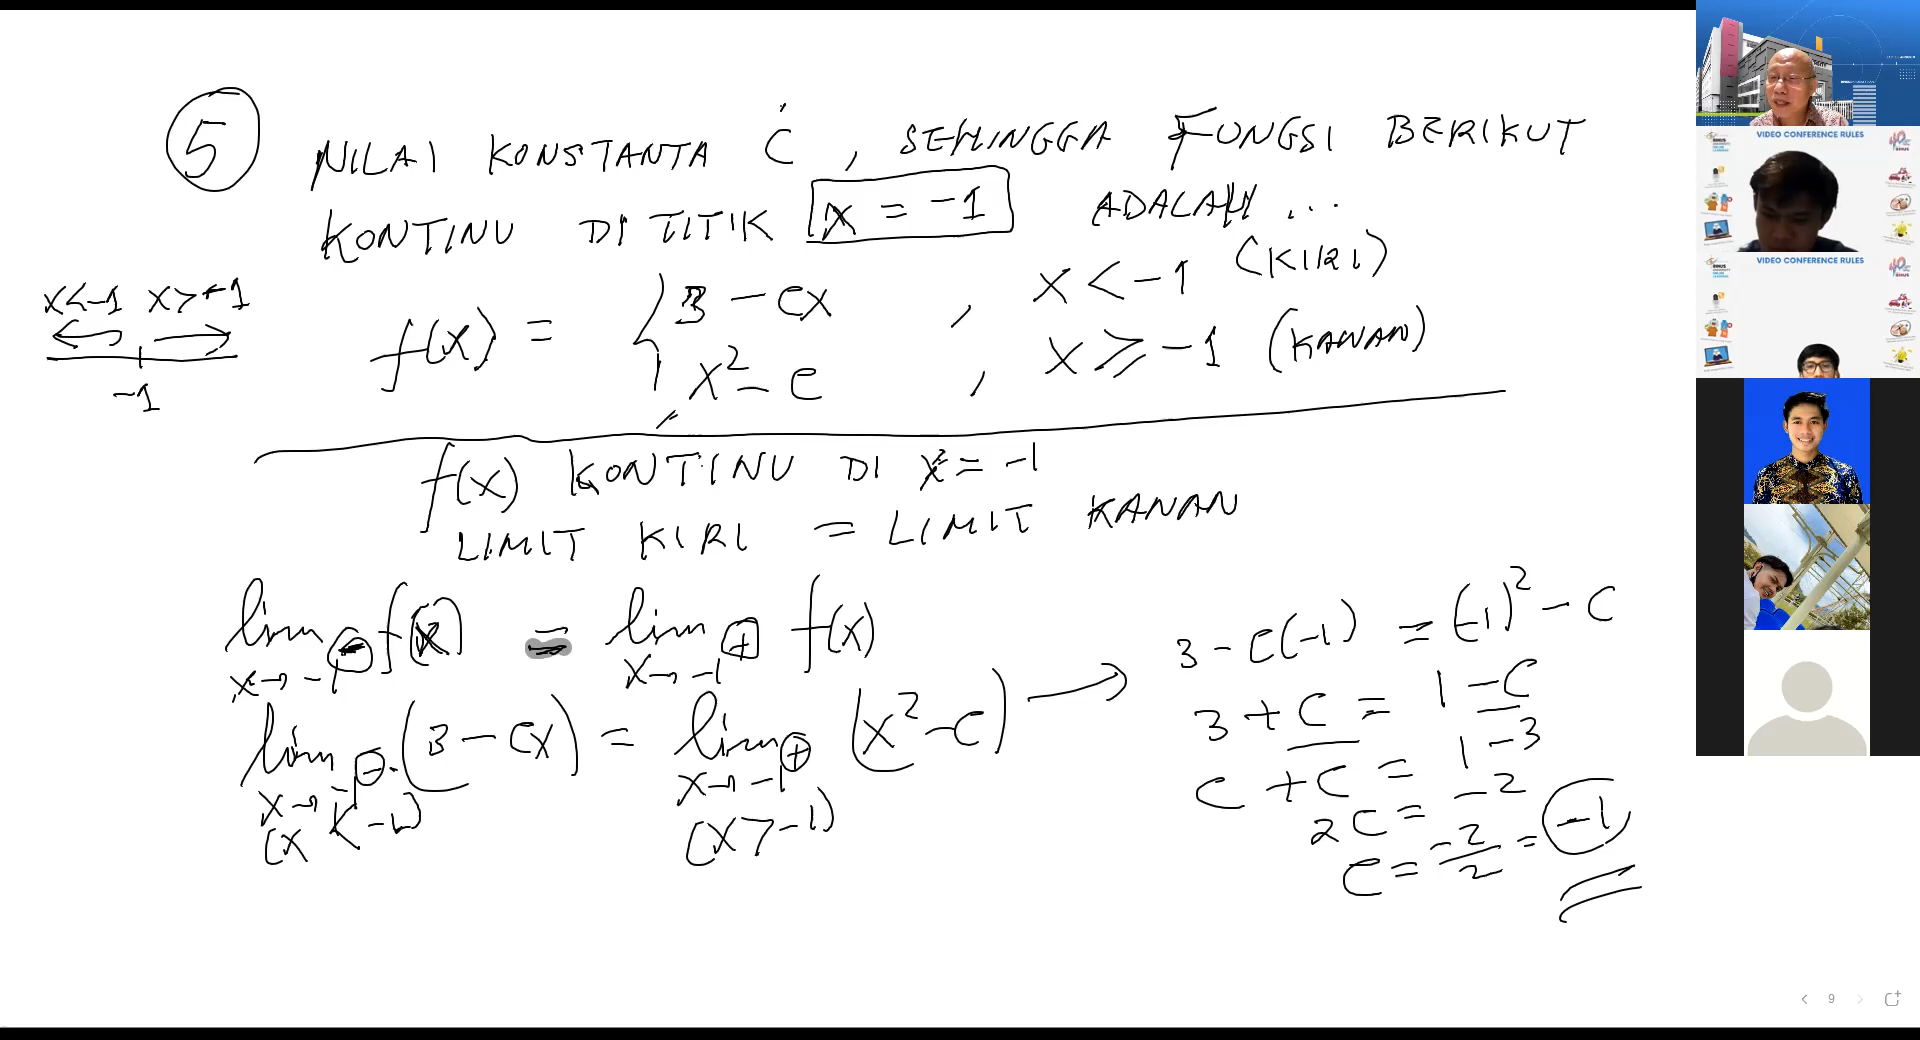 5 NILAI KONSTANTA C, SEHINGGA FUNGSI BERIKUT
KONTINU DI TITIK x = -1 ADALAH ...
x<-1 x>-1
-1
f(x) = { 3 - cx , x < -1 (KIRI)
x² - c , x ≥ -1 (KANAN)
f(x) KONTINU DI x = -1
LIMIT KIRI = LIMIT KANAN
lim x→-1⁻ f(x) = lim x→-1⁺ f(x)
lim x→-1⁻ (3 - cx) = lim x→-1⁺ (x² - c) →
(x < -1) (x > -1)
3 - c(-1) = (-1)² - c
3 + c = 1 - c
c + c = 1 - 3
2c = -2
c = -2/2 = -1
VIDEO CONFERENCE RULES
BINUS
VIDEO CONFERENCE RULES
BINUS
9